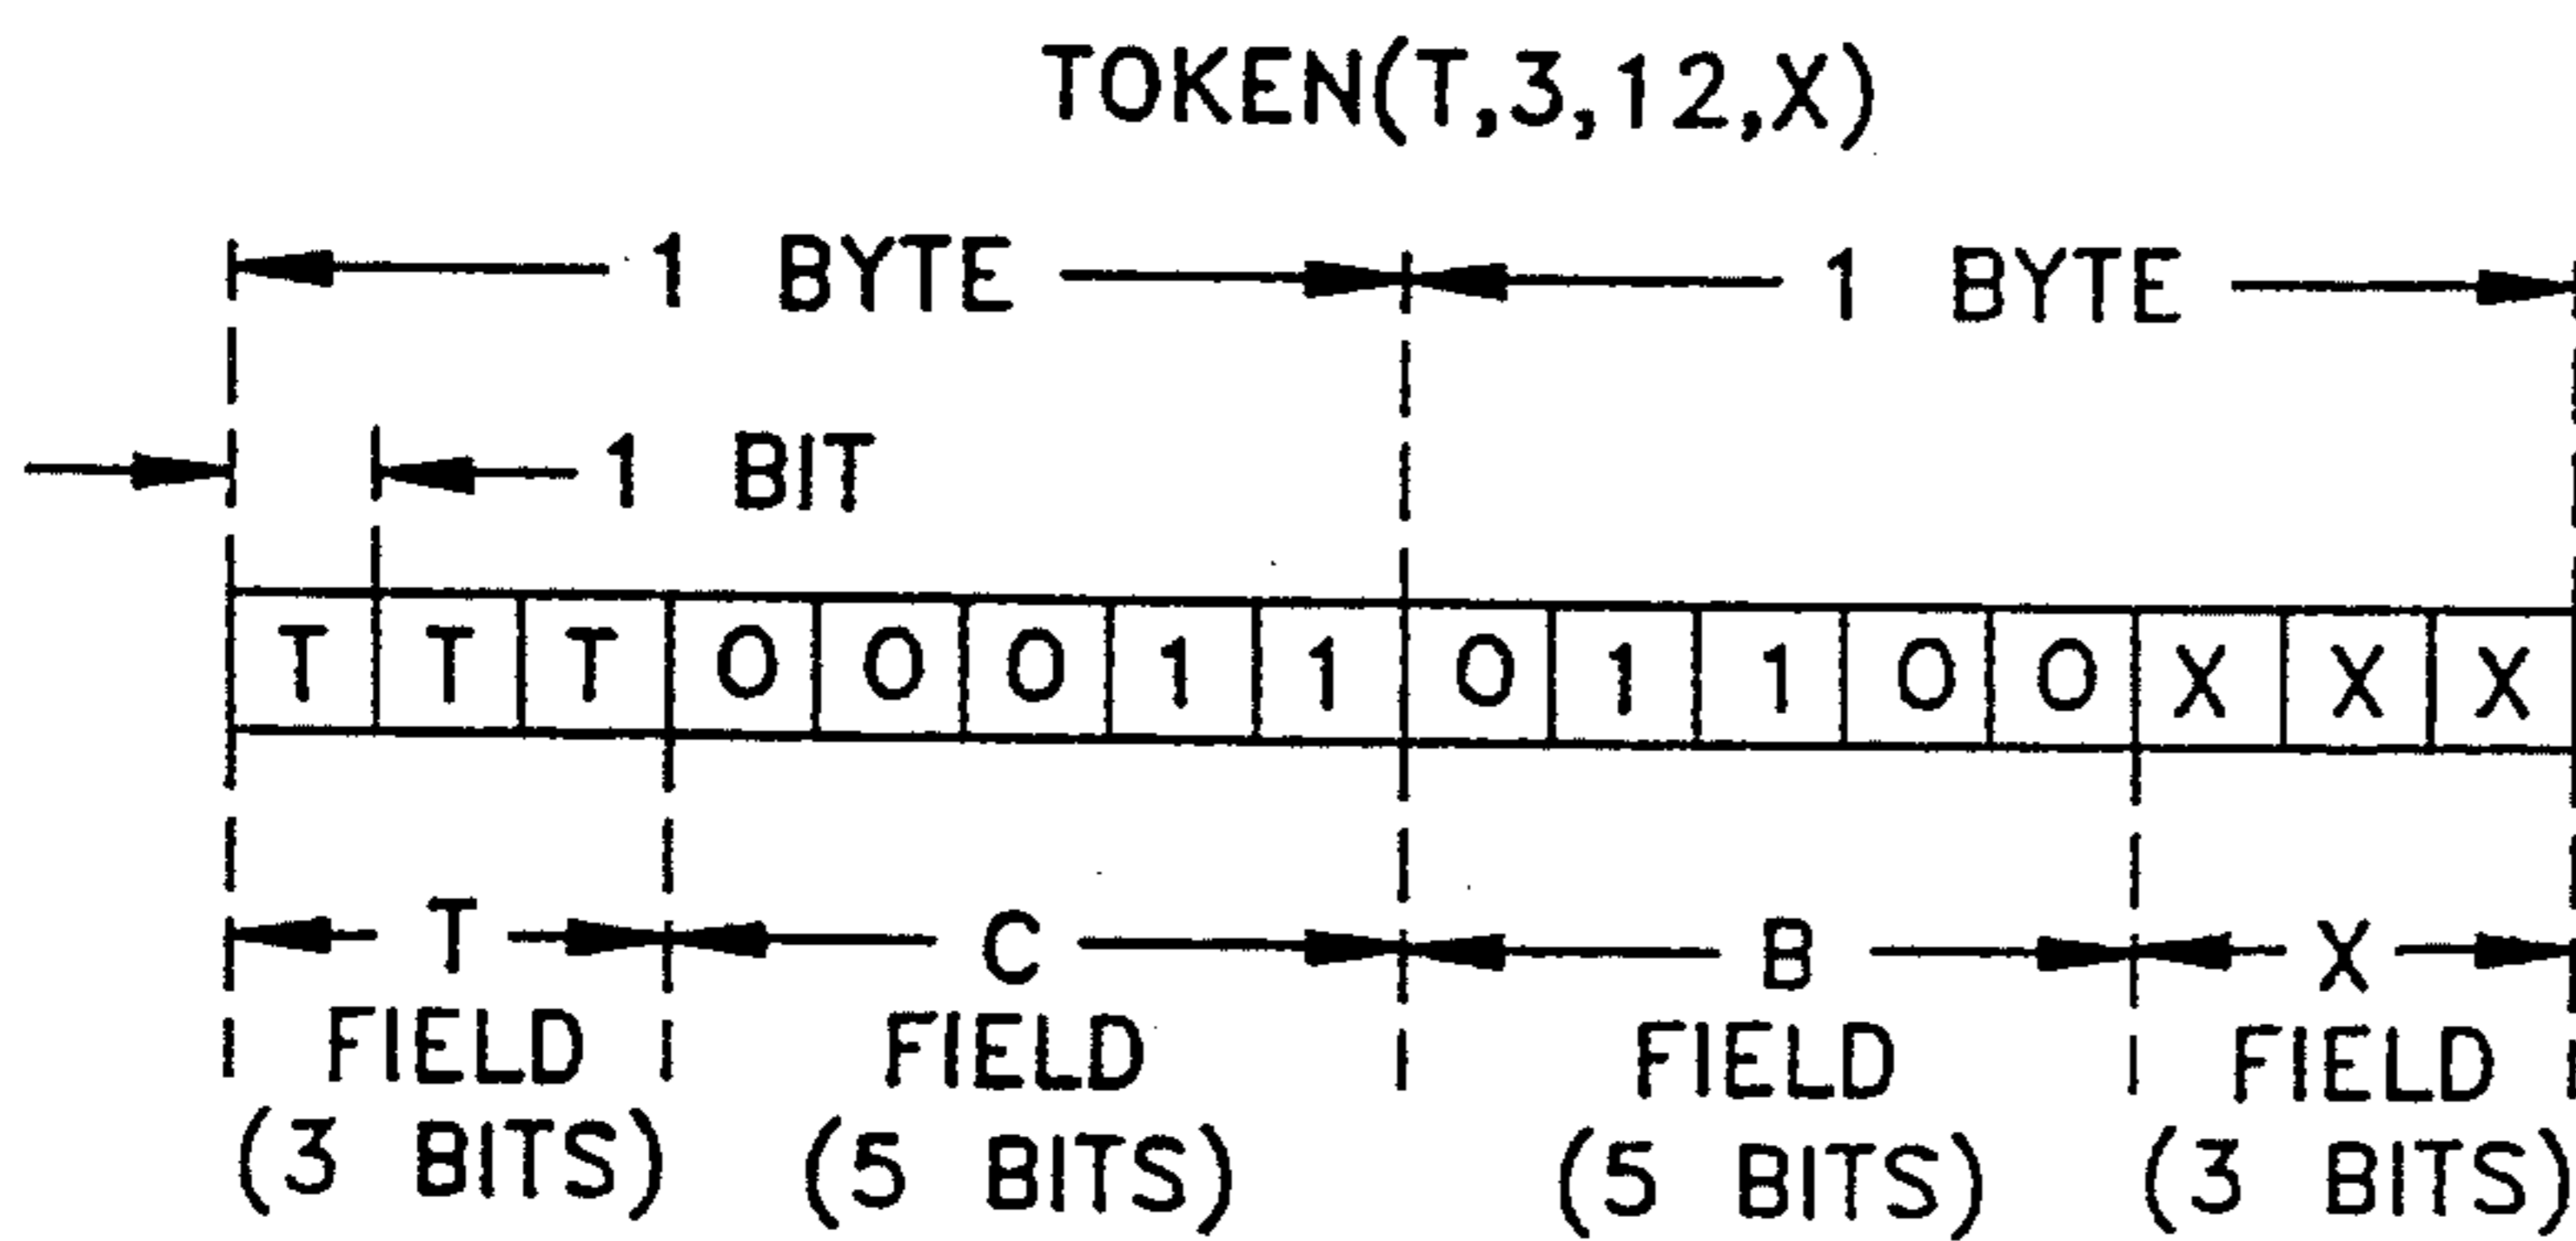 TOKEN(T,3,12,X)
1 BYTE 1 BYTE
1 BIT
T T T 0 0 0 1 1 0 1 1 0 0 X X X
T C B X
FIELD FIELD FIELD FIELD
(3 BITS) (5 BITS) (5 BITS) (3 BITS)